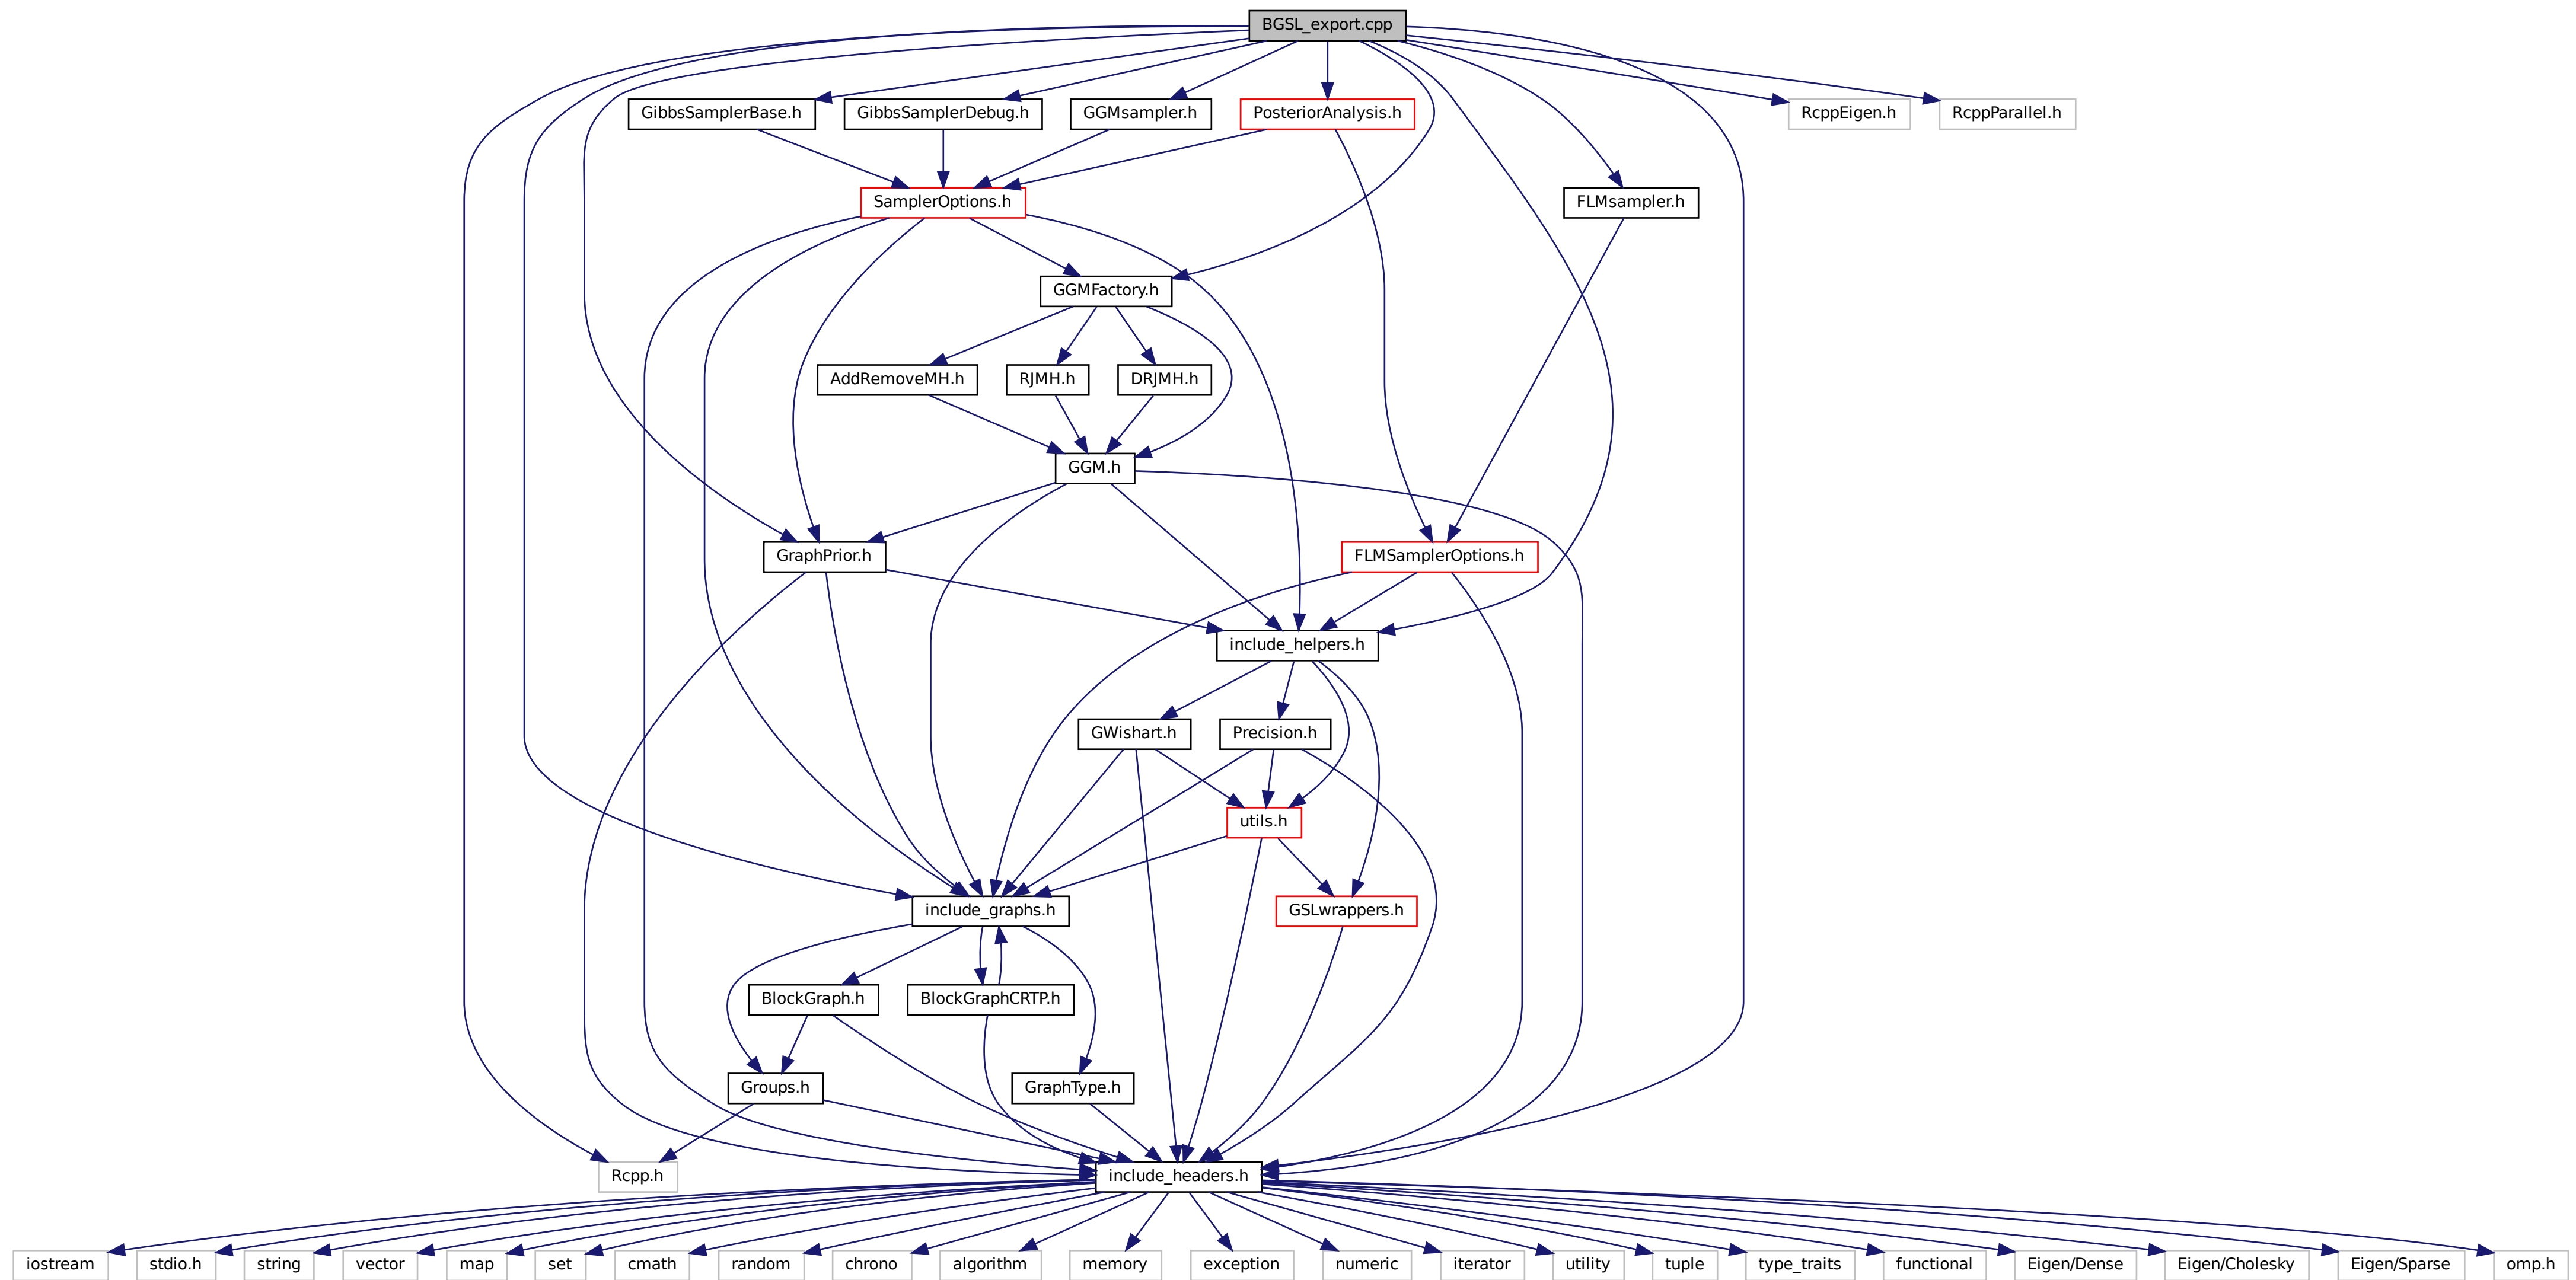 BGSL_export.cpp
GibbsSamplerBase.h
GibbsSamplerDebug.h
GGMsampler.h
PosteriorAnalysis.h
RcppEigen.h
RcppParallel.h
SamplerOptions.h
FLMsampler.h
GGMFactory.h
AddRemoveMH.h
RJMH.h
DRJMH.h
GGM.h
GraphPrior.h
FLMSamplerOptions.h
include_helpers.h
GWishart.h
Precision.h
utils.h
include_graphs.h
GSLwrappers.h
BlockGraph.h
BlockGraphCRTP.h
Groups.h
GraphType.h
Rcpp.h
include_headers.h
iostream
stdio.h
string
vector
map
set
cmath
random
chrono
algorithm
memory
exception
numeric
iterator
utility
tuple
type_traits
functional
Eigen/Dense
Eigen/Cholesky
Eigen/Sparse
omp.h